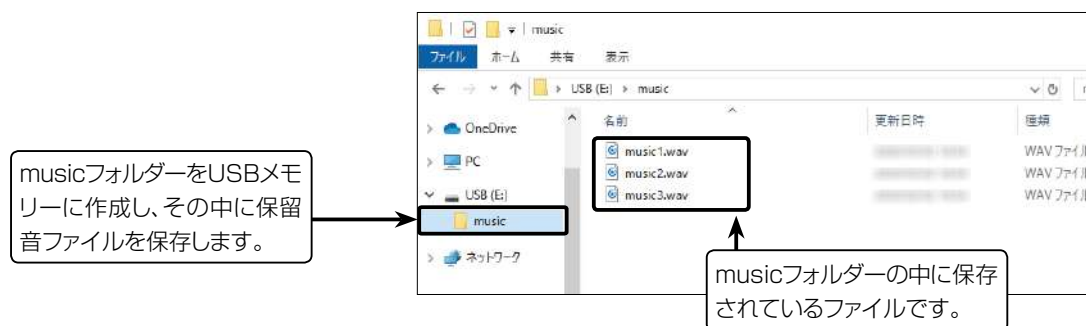 music
ファイル ホーム 共有 表示
USB (E:) > music
名前 更新日時 種類
OneDrive
PC
USB (E:)
music
ネットワーク
music1.wav WAV ファイル
music2.wav WAV ファイル
music3.wav WAV ファイル
musicフォルダーをUSBメモ
リーに作成し、その中に保留
音ファイルを保存します。
musicフォルダーの中に保存
されているファイルです。